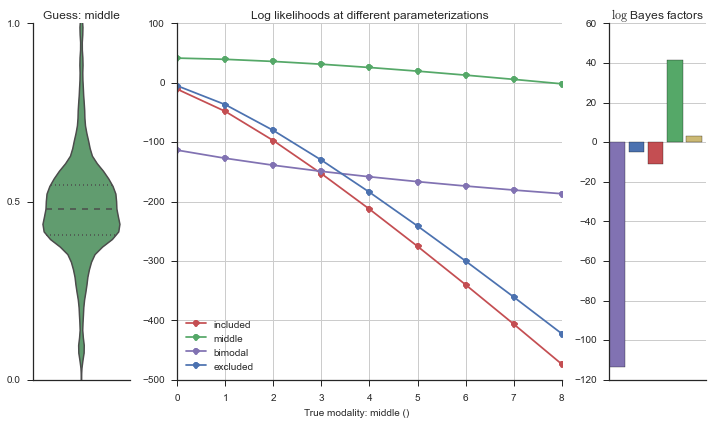 Guess: middle
1.0
0.5
0.0
Log likelihoods at different parameterizations
100
0
−100
−200
−300
−400
−500
included
middle
bimodal
excluded
0 1 2 3 4 5 6 7 8
True modality: middle ()
log Bayes factors
60
40
20
0
−20
−40
−60
−80
−100
−120